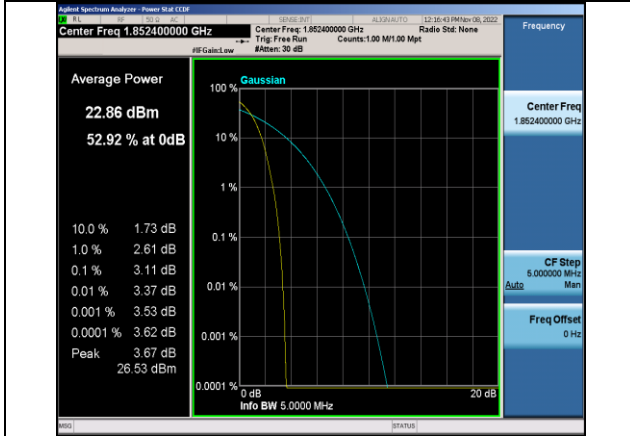 Agilent Spectrum Analyzer - Power Stat CCDF
RL RF 50 Ω AC SENSE:INT ALIGN AUTO 12:16:43 PM Nov 08, 2022
Center Freq 1.852400000 GHz
Center Freq: 1.852400000 GHz Radio Std: None
Trig: Free Run Counts:1.00 M/1.00 Mpt
#IFGain:Low #Atten: 30 dB
Frequency
Average Power
22.86 dBm
52.92 % at 0dB
10.0 % 1.73 dB
1.0 % 2.61 dB
0.1 % 3.11 dB
0.01 % 3.37 dB
0.001 % 3.53 dB
0.0001 % 3.62 dB
Peak 3.67 dB
26.53 dBm
Gaussian
100 %
10 %
1 %
0.1 %
0.01 %
0.001 %
0.0001 %
0 dB 20 dB
Info BW 5.0000 MHz
Center Freq
1.852400000 GHz
CF Step
5.000000 MHz
Auto Man
Freq Offset
0 Hz
MSG STATUS